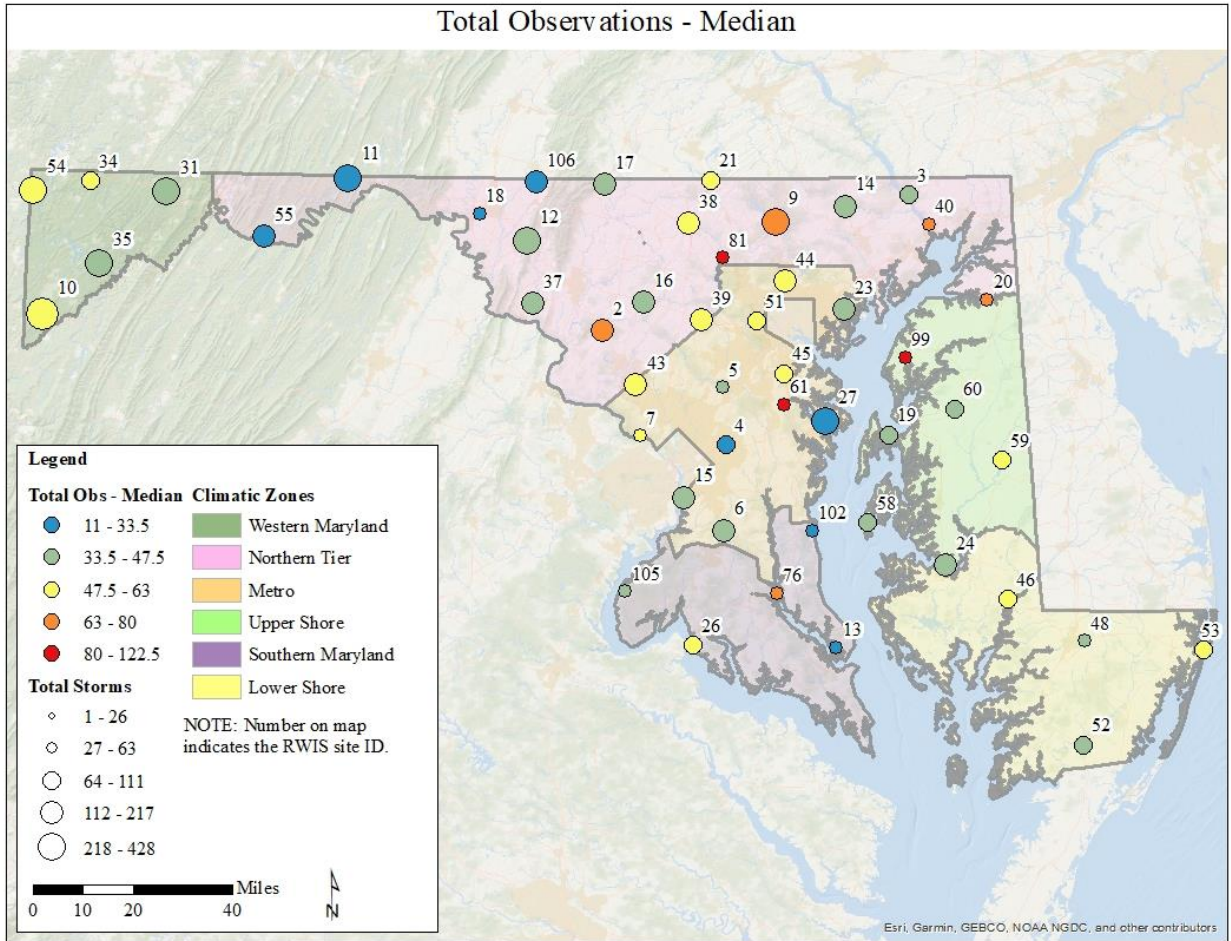 Total Observations - Median
54
34
31
11
106
17
21
14
3
18
38
9
40
55
12
81
35
44
10
37
16
39
51
23
20
2
99
43
5
45
61
60
27
7
4
19
59
15
6
102
58
24
105
76
46
26
13
48
53
52
Legend
Total Obs - Median Climatic Zones
11 - 33.5 Western Maryland
33.5 - 47.5 Northern Tier
47.5 - 63 Metro
63 - 80 Upper Shore
80 - 122.5 Southern Maryland
Lower Shore
Total Storms
1 - 26
27 - 63
64 - 111
112 - 217
218 - 428
NOTE: Number on map
indicates the RWIS site ID.
Miles
0 10 20 40
N
Esri, Garmin, GEBCO, NOAA NGDC, and other contributors